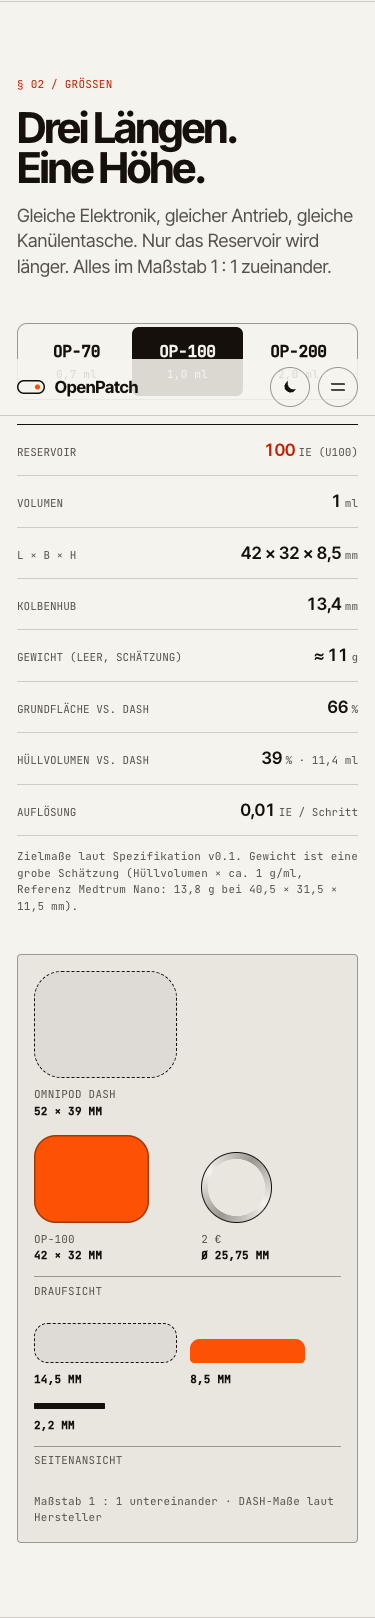 § 02 / GRÖSSEN
Drei Längen.
Eine Höhe.
Gleiche Elektronik, gleicher Antrieb, gleiche
Kanülentasche. Nur das Reservoir wird
länger. Alles im Maßstab 1 : 1 zueinander.
OP-70 OP-100 OP-200
0,7 ml 1,0 ml 2,0 ml
OpenPatch
RESERVOIR 100 IE (U100)
VOLUMEN 1 ml
L × B × H 42 × 32 × 8,5 mm
KOLBENHUB 13,4 mm
GEWICHT (LEER, SCHÄTZUNG) ≈ 11 g
GRUNDFLÄCHE VS. DASH 66 %
HÜLLVOLUMEN VS. DASH 39 % · 11,4 ml
AUFLÖSUNG 0,01 IE / Schritt
Zielmaße laut Spezifikation v0.1. Gewicht ist eine
grobe Schätzung (Hüllvolumen × ca. 1 g/ml,
Referenz Medtrum Nano: 13,8 g bei 40,5 × 31,5 ×
11,5 mm).
OMNIPOD DASH
52 × 39 MM
OP-100 2 €
42 × 32 MM Ø 25,75 MM
DRAUFSICHT
14,5 MM 8,5 MM
2,2 MM
SEITENANSICHT
Maßstab 1 : 1 untereinander · DASH-Maße laut
Hersteller